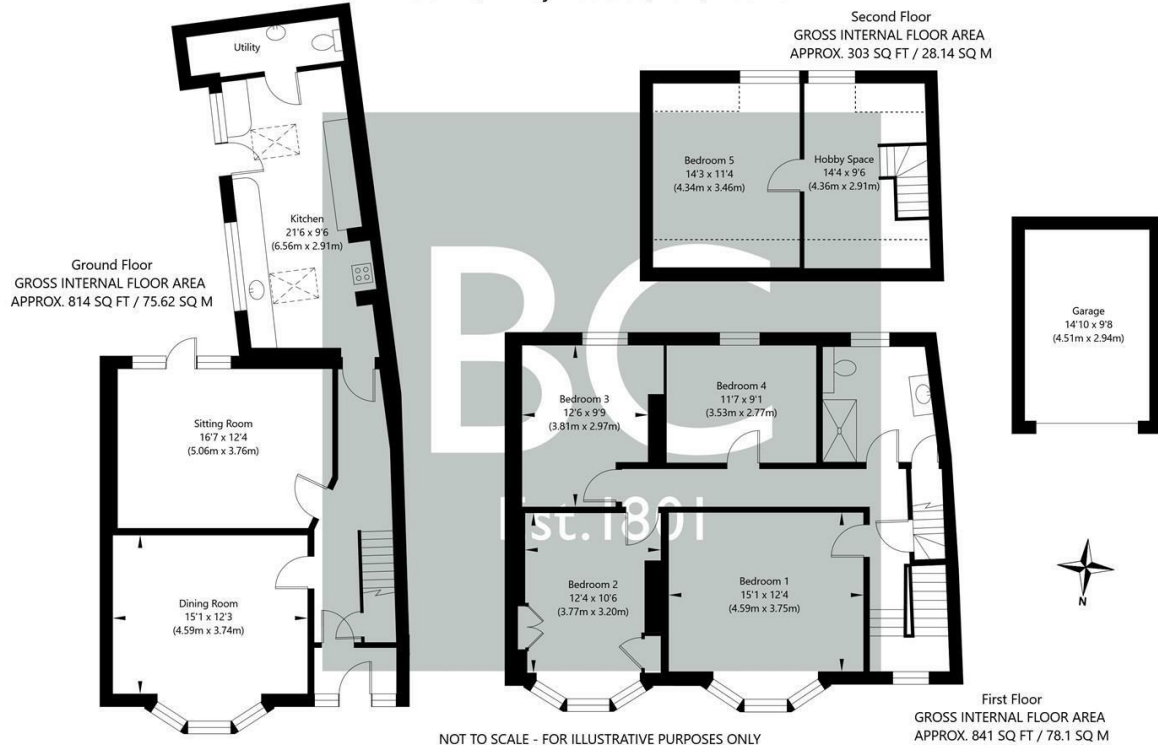 Second Floor
GROSS INTERNAL FLOOR AREA
APPROX. 303 SQ FT / 28.14 SQ M
Utility
Bedroom 5
14'3 x 11'4
(4.34m x 3.46m)
Hobby Space
14'4 x 9'6
(4.36m x 2.91m)
Kitchen
21'6 x 9'6
(6.56m x 2.91m)
Ground Floor
GROSS INTERNAL FLOOR AREA
APPROX. 814 SQ FT / 75.62 SQ M
Garage
14'10 x 9'8
(4.51m x 2.94m)
BC
Est.1801
Sitting Room
16'7 x 12'4
(5.06m x 3.76m)
Bedroom 3
12'6 x 9'9
(3.81m x 2.97m)
Bedroom 4
11'7 x 9'1
(3.53m x 2.77m)
Dining Room
15'1 x 12'3
(4.59m x 3.74m)
Bedroom 2
12'4 x 10'6
(3.77m x 3.20m)
Bedroom 1
15'1 x 12'4
(4.59m x 3.75m)
N
First Floor
GROSS INTERNAL FLOOR AREA
APPROX. 841 SQ FT / 78.1 SQ M
NOT TO SCALE - FOR ILLUSTRATIVE PURPOSES ONLY